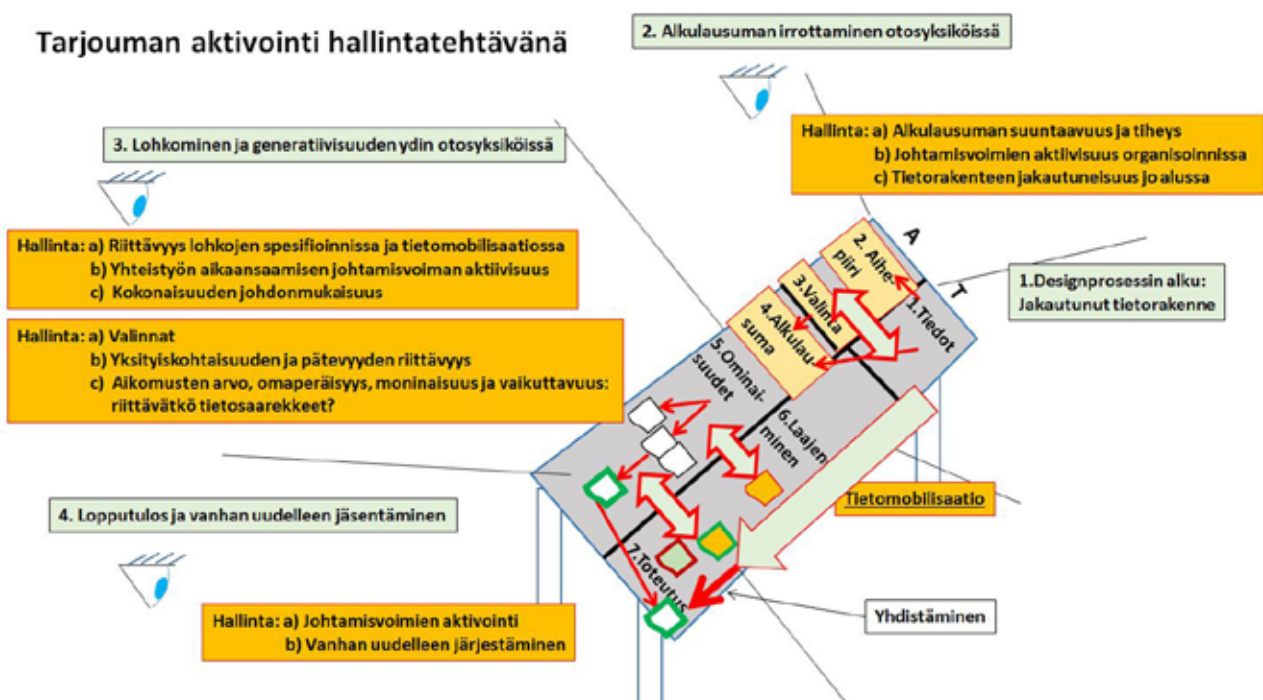 Tarjouman aktivointi hallintatehtävänä
2. Alkulausuman irrottaminen otosyksiköissä
Hallinta: a) Alkulausuman suuntaavuus ja tiheys
b) Johtamisvoimien aktiivisuus organisoinnissa
c) Tietorakenteen jakautuneisuus jo alussa
3. Lohkominen ja generatiivisuuden ydin otosyksiköissä
Hallinta: a) Riittävyys lohkojen spesifioinnissa ja tietomobilisaatiossa
b) Yhteistyön aikaansaamisen johtamisvoiman aktiivisuus
c) Kokonaisuuden johdonmukaisuus
Hallinta: a) Valinnat
b) Yksityiskohtaisuuden ja pätevyyden riittävyys
c) Aikomusten arvo, omaperäisyys, moninaisuus ja vaikuttavuus:
riittävätkö tietosaarekkeet?
A
T
1.Designprosessin alku:
Jakautunut tietorakenne
1.Tiedot
2. Aihe-
piiri
3.Valinta
4.Alkulau-
suma
5.Ominai-
suudet
6.Laajen-
minen
7.Toteutus
Tietomobilisaatio
4. Lopputulos ja vanhan uudelleen jäsentäminen
Hallinta: a) Johtamisvoimien aktivointi
b) Vanhan uudelleen järjestäminen
Yhdistäminen